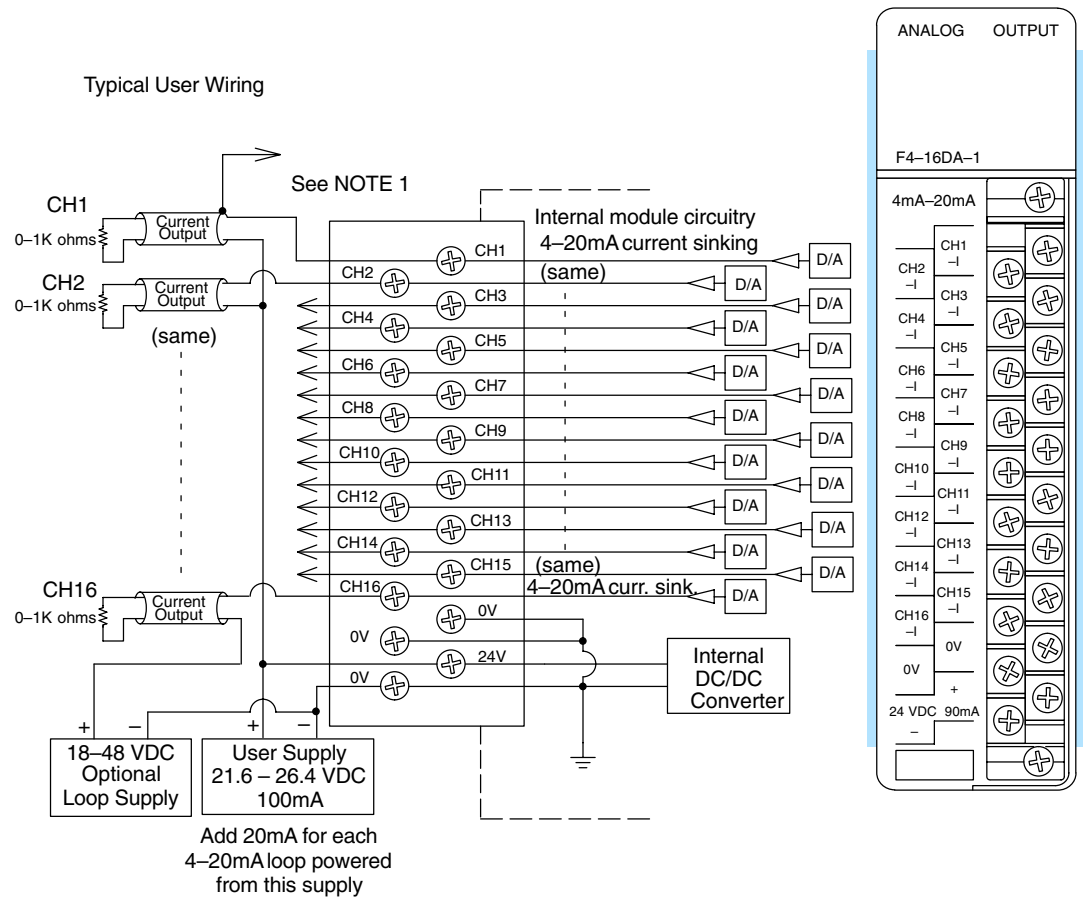 ANALOG OUTPUT
Typical User Wiring
F4–16DA–1
See NOTE 1
4mA–20mA
CH1
0–1K ohms
Current
Output
Internal module circuitry
4–20mA current sinking
(same)
CH1
D/A
CH2
0–1K ohms
Current
Output
(same)
CH2
D/A
CH3
D/A
CH4
D/A
CH5
D/A
CH6
D/A
CH7
D/A
CH8
D/A
CH9
D/A
CH10
D/A
CH11
D/A
CH12
D/A
CH13
D/A
CH14
D/A
CH15
D/A
(same)
4–20mA curr. sink.
CH16
0–1K ohms
Current
Output
CH16
D/A
0V
0V
24V
0V
Internal
DC/DC
Converter
+
–
+
–
18–48 VDC
Optional
Loop Supply
User Supply
21.6 – 26.4 VDC
100mA
Add 20mA for each
4–20mA loop powered
from this supply
CH1
–I
CH2
–I
CH3
–I
CH4
–I
CH5
–I
CH6
–I
CH7
–I
CH8
–I
CH9
–I
CH10
–I
CH11
–I
CH12
–I
CH13
–I
CH14
–I
CH15
–I
CH16
–I
0V
0V
+
24 VDC 90mA
–